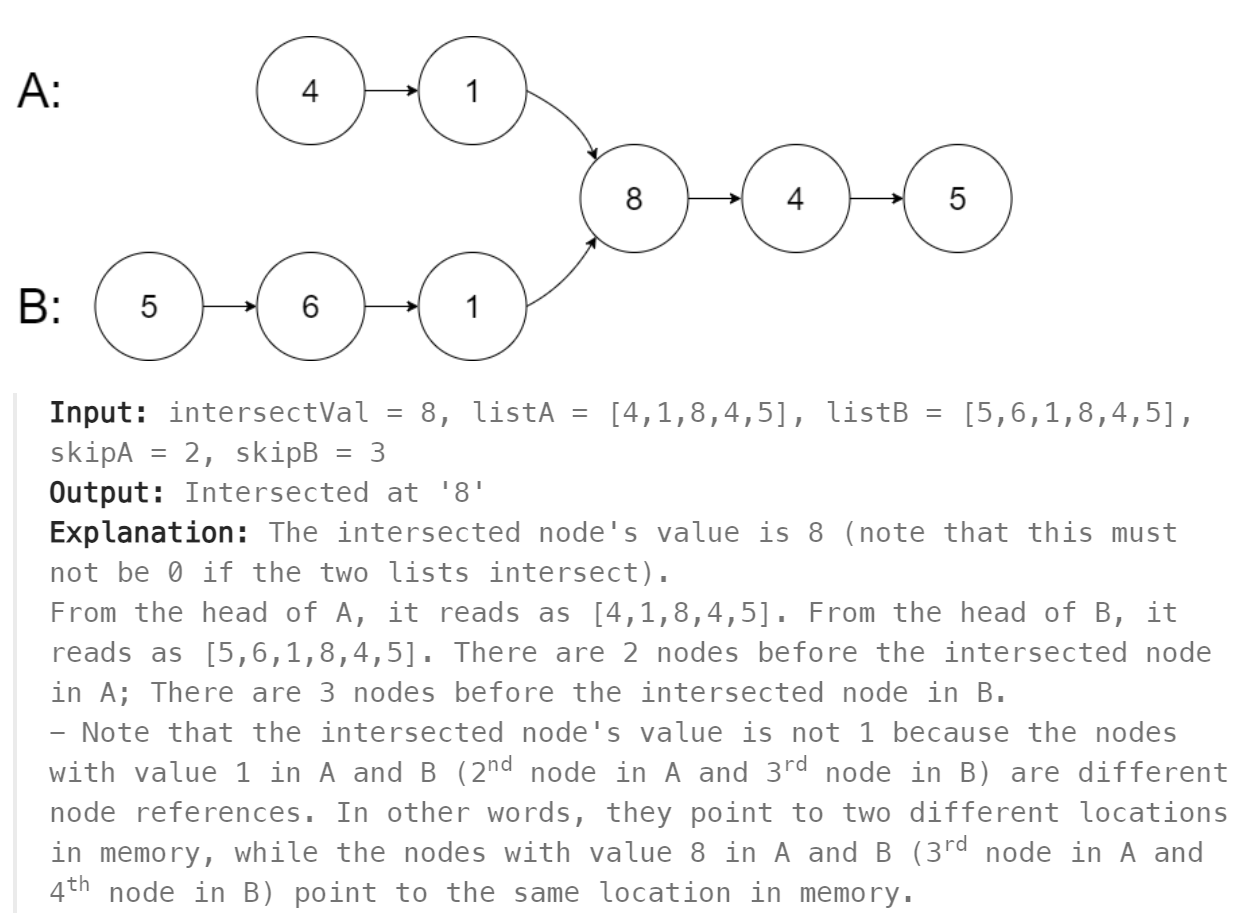 A:
4
1
8
4
5
B:
5
6
1
Input: intersectVal = 8, listA = [4,1,8,4,5], listB = [5,6,1,8,4,5],
skipA = 2, skipB = 3
Output: Intersected at '8'
Explanation: The intersected node's value is 8 (note that this must
not be 0 if the two lists intersect).
From the head of A, it reads as [4,1,8,4,5]. From the head of B, it
reads as [5,6,1,8,4,5]. There are 2 nodes before the intersected node
in A; There are 3 nodes before the intersected node in B.
– Note that the intersected node's value is not 1 because the nodes
with value 1 in A and B (2nd node in A and 3rd node in B) are different
node references. In other words, they point to two different locations
in memory, while the nodes with value 8 in A and B (3rd node in A and
4th node in B) point to the same location in memory.